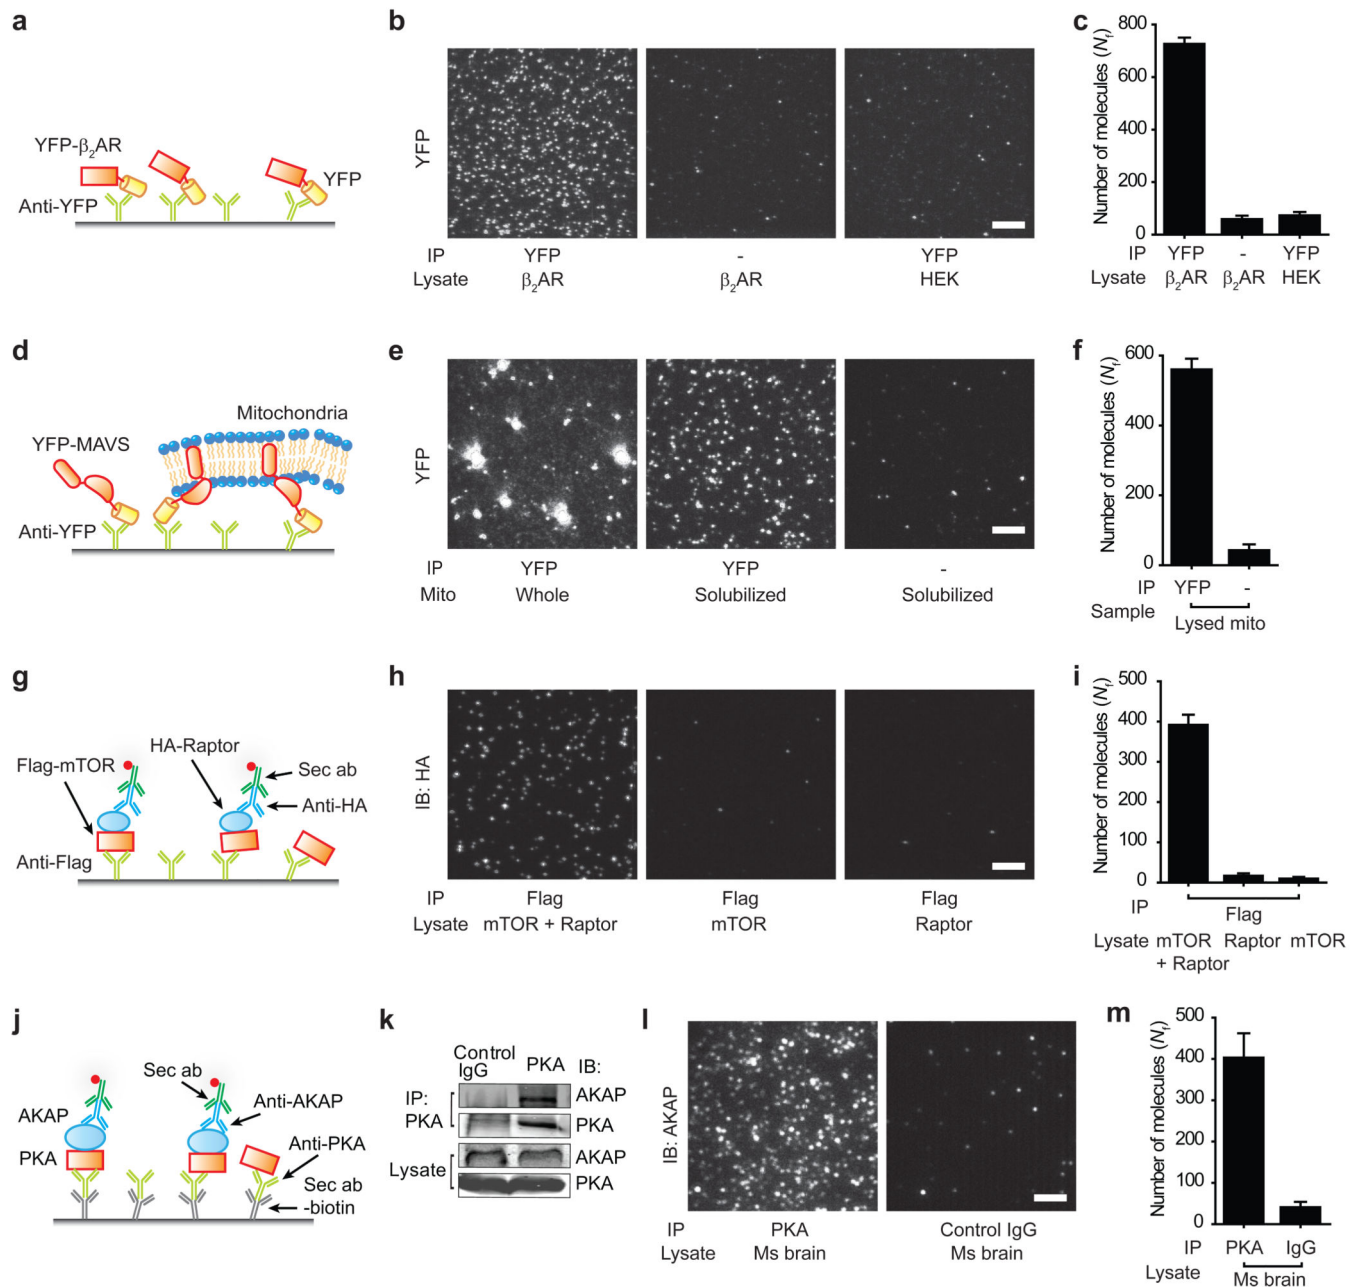 a
YFP-β₂AR
YFP
Anti-YFP
b
YFP
IP YFP - YFP
Lysate β₂AR β₂AR HEK
c
Number of molecules (Nf)
800
600
400
200
0
IP YFP - YFP
Lysate β₂AR β₂AR HEK
d
Mitochondria
YFP-MAVS
Anti-YFP
e
YFP
IP YFP YFP -
Mito Whole Solubilized Solubilized
f
Number of molecules (Nf)
600
400
200
0
IP YFP -
Sample
Lysed mito
g
HA-Raptor
Flag-mTOR
Sec ab
Anti-HA
Anti-Flag
h
IB: HA
IP Flag Flag Flag
Lysate mTOR + Raptor mTOR Raptor
i
Number of molecules (Nf)
500
400
300
200
100
0
IP
Flag
Lysate mTOR Raptor mTOR
+ Raptor
j
Sec ab
AKAP
Anti-AKAP
Anti-PKA
PKA
Sec ab
-biotin
k
Control
IgG PKA IB:
IP: AKAP
PKA PKA
Lysate AKAP
PKA
l
IB: AKAP
IP PKA Control IgG
Lysate Ms brain Ms brain
m
Number of molecules (Nf)
500
400
300
200
100
0
IP PKA IgG
Lysate
Ms brain